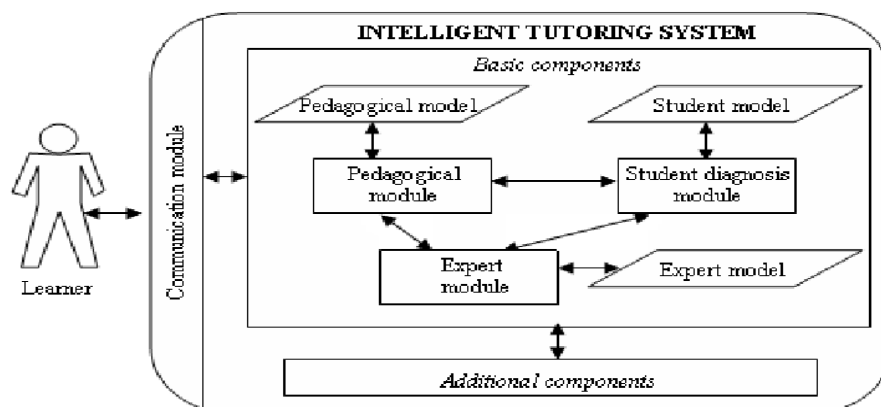 INTELLIGENT TUTORING SYSTEM
Basic components
Pedagogical model
Student model
Pedagogical
module
Student diagnosis
module
Expert
module
Expert model
Communication module
Learner
Additional components